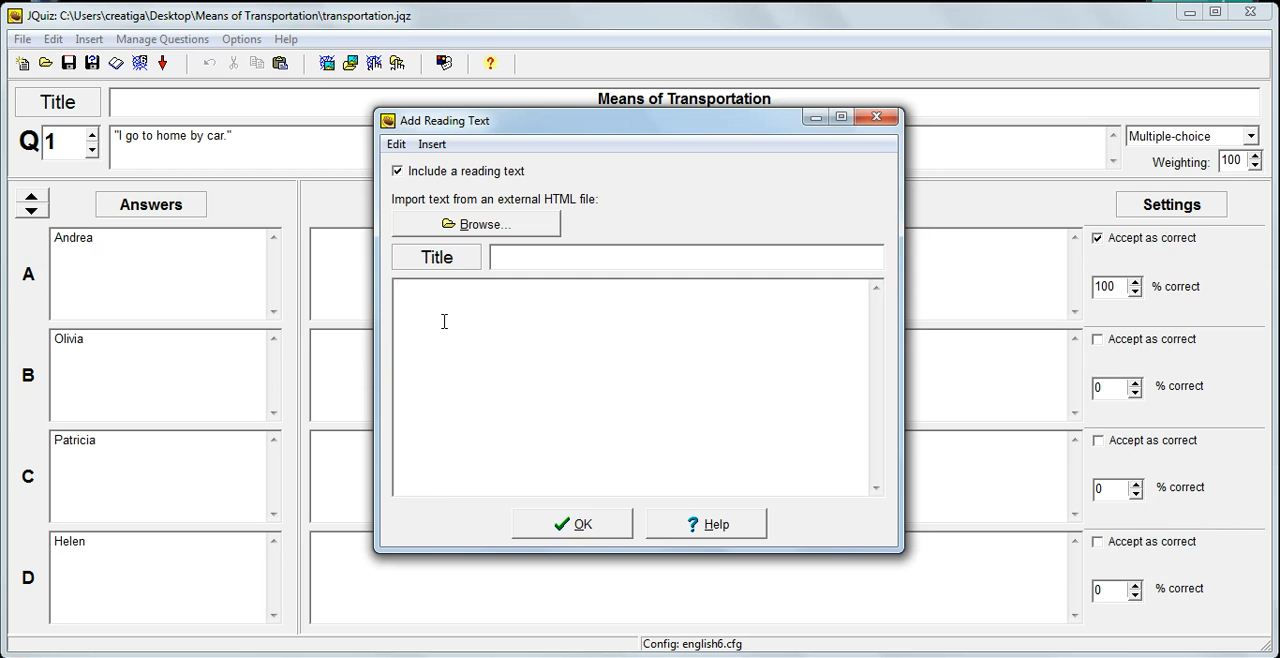 JQuiz: C:\Users\creatiga\Desktop\Means of Transportation\transportation.jqz
File Edit Insert Manage Questions Options Help
Title
Means of Transportation
Q 1
"I go to home by car."
Multiple-choice
Weighting: 100
Answers
Settings
A
Andrea
Accept as correct
100 % correct
B
Olivia
Accept as correct
0 % correct
C
Patricia
Accept as correct
0 % correct
D
Helen
Accept as correct
0 % correct
Add Reading Text
Edit Insert
Include a reading text
Import text from an external HTML file:
Browse...
Title
OK
? Help
Config: english6.cfg